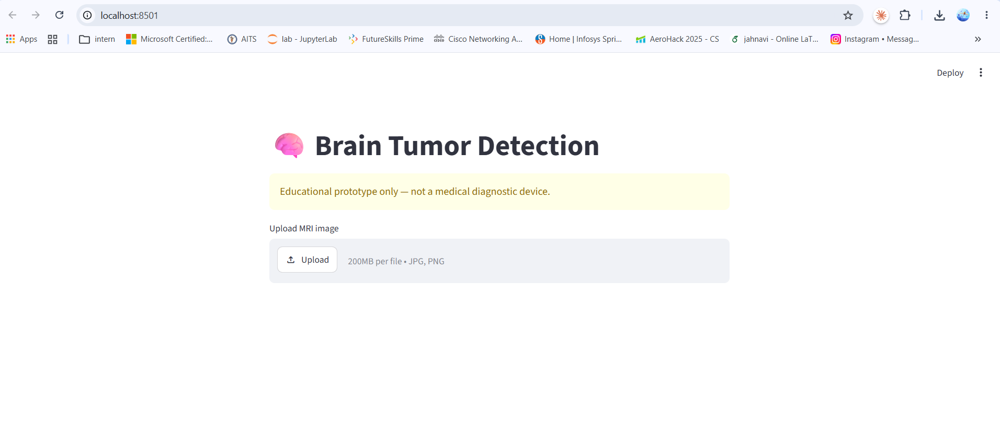 localhost:8501
Apps intern Microsoft Certified:... AITS lab - JupyterLab FutureSkills Prime Cisco Networking A... Home | Infosys Spri... AeroHack 2025 - CS jahnavi - Online LaT... Instagram • Messag...
Deploy
Brain Tumor Detection
Educational prototype only — not a medical diagnostic device.
Upload MRI image
Upload 200MB per file • JPG, PNG